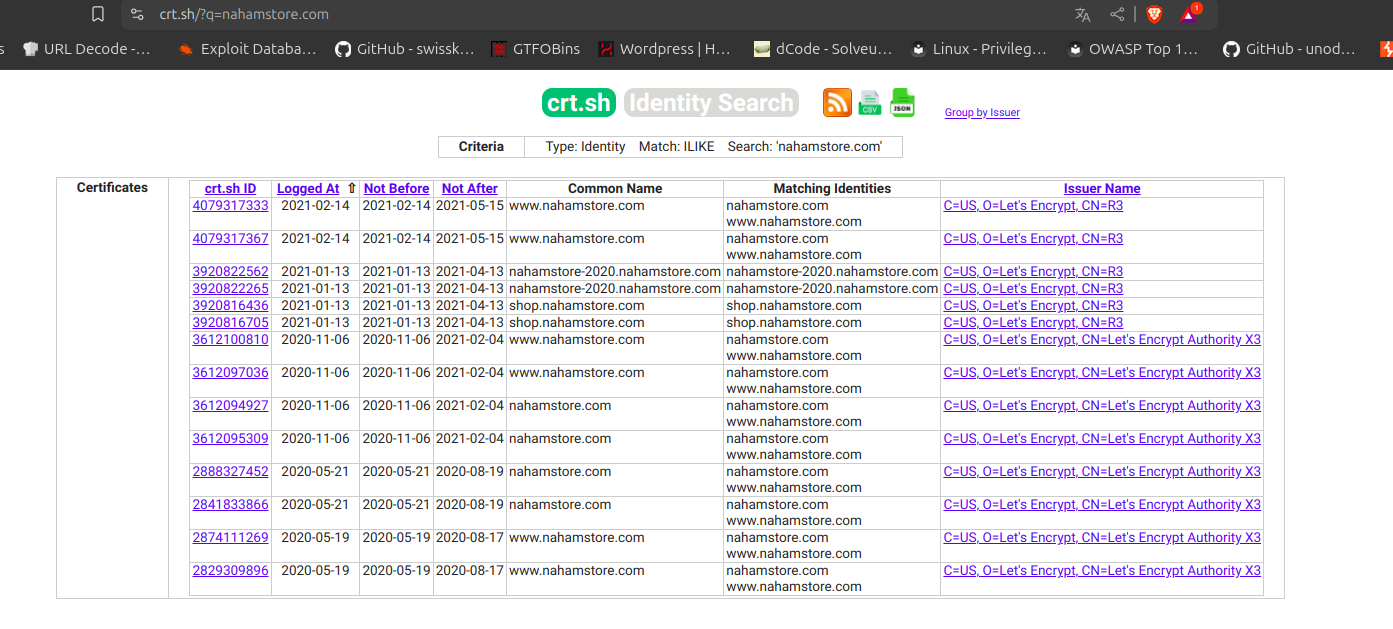 crt.sh/?q=nahamstore.com
1
s URL Decode -... Exploit Databa... GitHub - swissk... GTFOBins Wordpress | H... dCode - Solveu... Linux - Privileg... OWASP Top 1... GitHub - unod...
crt.sh Identity Search CSV JSON Group by Issuer
Criteria Type: Identity Match: ILIKE Search: 'nahamstore.com'
Certificates crt.sh ID Logged At ⇧ Not Before Not After Common Name Matching Identities Issuer Name
4079317333 2021-02-14 2021-02-14 2021-05-15 www.nahamstore.com nahamstore.com C=US, O=Let's Encrypt, CN=R3
www.nahamstore.com
4079317367 2021-02-14 2021-02-14 2021-05-15 www.nahamstore.com nahamstore.com C=US, O=Let's Encrypt, CN=R3
www.nahamstore.com
3920822562 2021-01-13 2021-01-13 2021-04-13 nahamstore-2020.nahamstore.com nahamstore-2020.nahamstore.com C=US, O=Let's Encrypt, CN=R3
3920822265 2021-01-13 2021-01-13 2021-04-13 nahamstore-2020.nahamstore.com nahamstore-2020.nahamstore.com C=US, O=Let's Encrypt, CN=R3
3920816436 2021-01-13 2021-01-13 2021-04-13 shop.nahamstore.com shop.nahamstore.com C=US, O=Let's Encrypt, CN=R3
3920816705 2021-01-13 2021-01-13 2021-04-13 shop.nahamstore.com shop.nahamstore.com C=US, O=Let's Encrypt, CN=R3
3612100810 2020-11-06 2020-11-06 2021-02-04 www.nahamstore.com nahamstore.com C=US, O=Let's Encrypt, CN=Let's Encrypt Authority X3
www.nahamstore.com
3612097036 2020-11-06 2020-11-06 2021-02-04 www.nahamstore.com nahamstore.com C=US, O=Let's Encrypt, CN=Let's Encrypt Authority X3
www.nahamstore.com
3612094927 2020-11-06 2020-11-06 2021-02-04 nahamstore.com nahamstore.com C=US, O=Let's Encrypt, CN=Let's Encrypt Authority X3
www.nahamstore.com
3612095309 2020-11-06 2020-11-06 2021-02-04 nahamstore.com nahamstore.com C=US, O=Let's Encrypt, CN=Let's Encrypt Authority X3
www.nahamstore.com
2888327452 2020-05-21 2020-05-21 2020-08-19 nahamstore.com nahamstore.com C=US, O=Let's Encrypt, CN=Let's Encrypt Authority X3
www.nahamstore.com
2841833866 2020-05-21 2020-05-21 2020-08-19 nahamstore.com nahamstore.com C=US, O=Let's Encrypt, CN=Let's Encrypt Authority X3
www.nahamstore.com
2874111269 2020-05-19 2020-05-19 2020-08-17 www.nahamstore.com nahamstore.com C=US, O=Let's Encrypt, CN=Let's Encrypt Authority X3
www.nahamstore.com
2829309896 2020-05-19 2020-05-19 2020-08-17 www.nahamstore.com nahamstore.com C=US, O=Let's Encrypt, CN=Let's Encrypt Authority X3
www.nahamstore.com